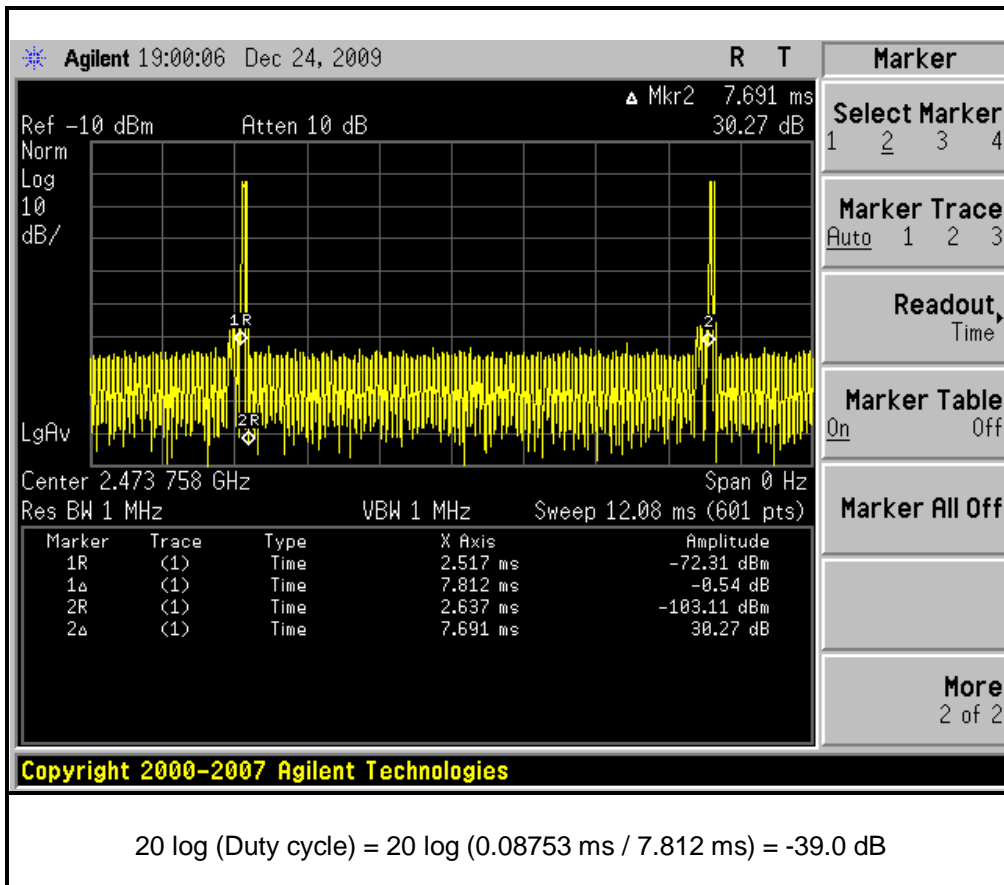 Agilent 19:00:06 Dec 24, 2009 R T
Marker
Δ Mkr2 7.691 ms
Ref -10 dBm Atten 10 dB 30.27 dB
Norm
Log
10
dB/
1R
2
2R
LgAv
Center 2.473 758 GHz Span 0 Hz
Res BW 1 MHz VBW 1 MHz Sweep 12.08 ms (601 pts)
Marker Trace Type X Axis Amplitude
1R (1) Time 2.517 ms -72.31 dBm
1Δ (1) Time 7.812 ms -0.54 dB
2R (1) Time 2.637 ms -103.11 dBm
2Δ (1) Time 7.691 ms 30.27 dB
Select Marker
1 2 3 4
Marker Trace
Auto 1 2 3
Readout
Time
Marker Table
On Off
Marker All Off
More
2 of 2
Copyright 2000-2007 Agilent Technologies
20 log (Duty cycle) = 20 log (0.08753 ms / 7.812 ms) = -39.0 dB